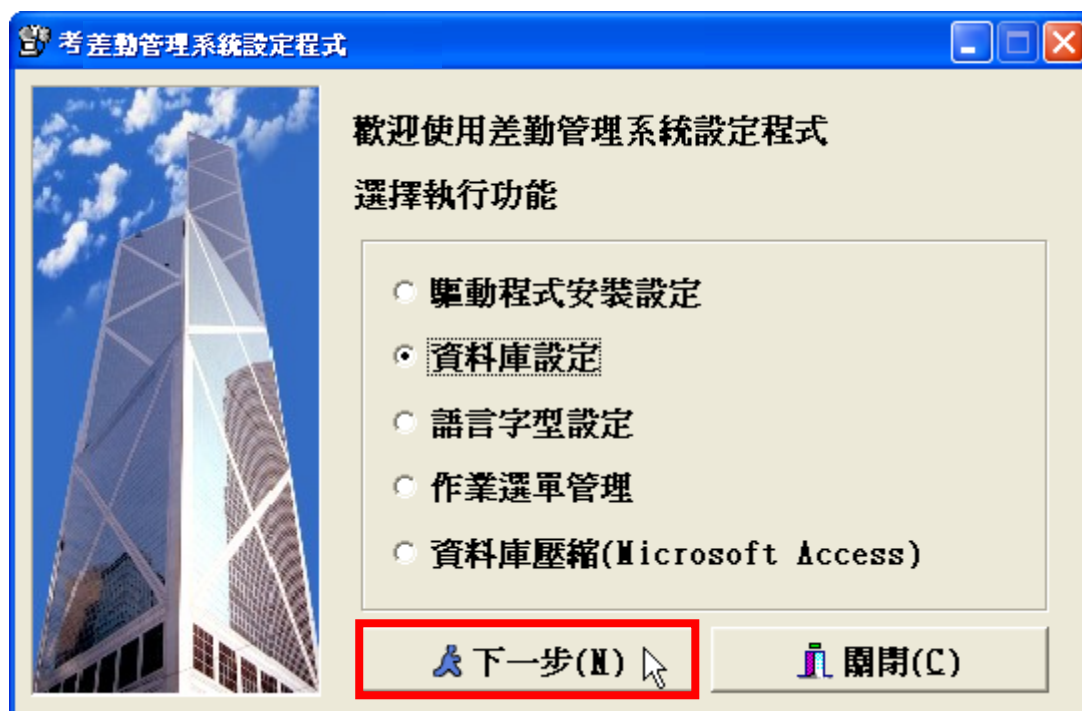 考差勤管理系統設定程式
歡迎使用差勤管理系統設定程式
選擇執行功能
驅動程式安裝設定
資料庫設定
語言字型設定
作業選單管理
資料庫壓縮(Microsoft Access)
下一步(N)
關閉(C)